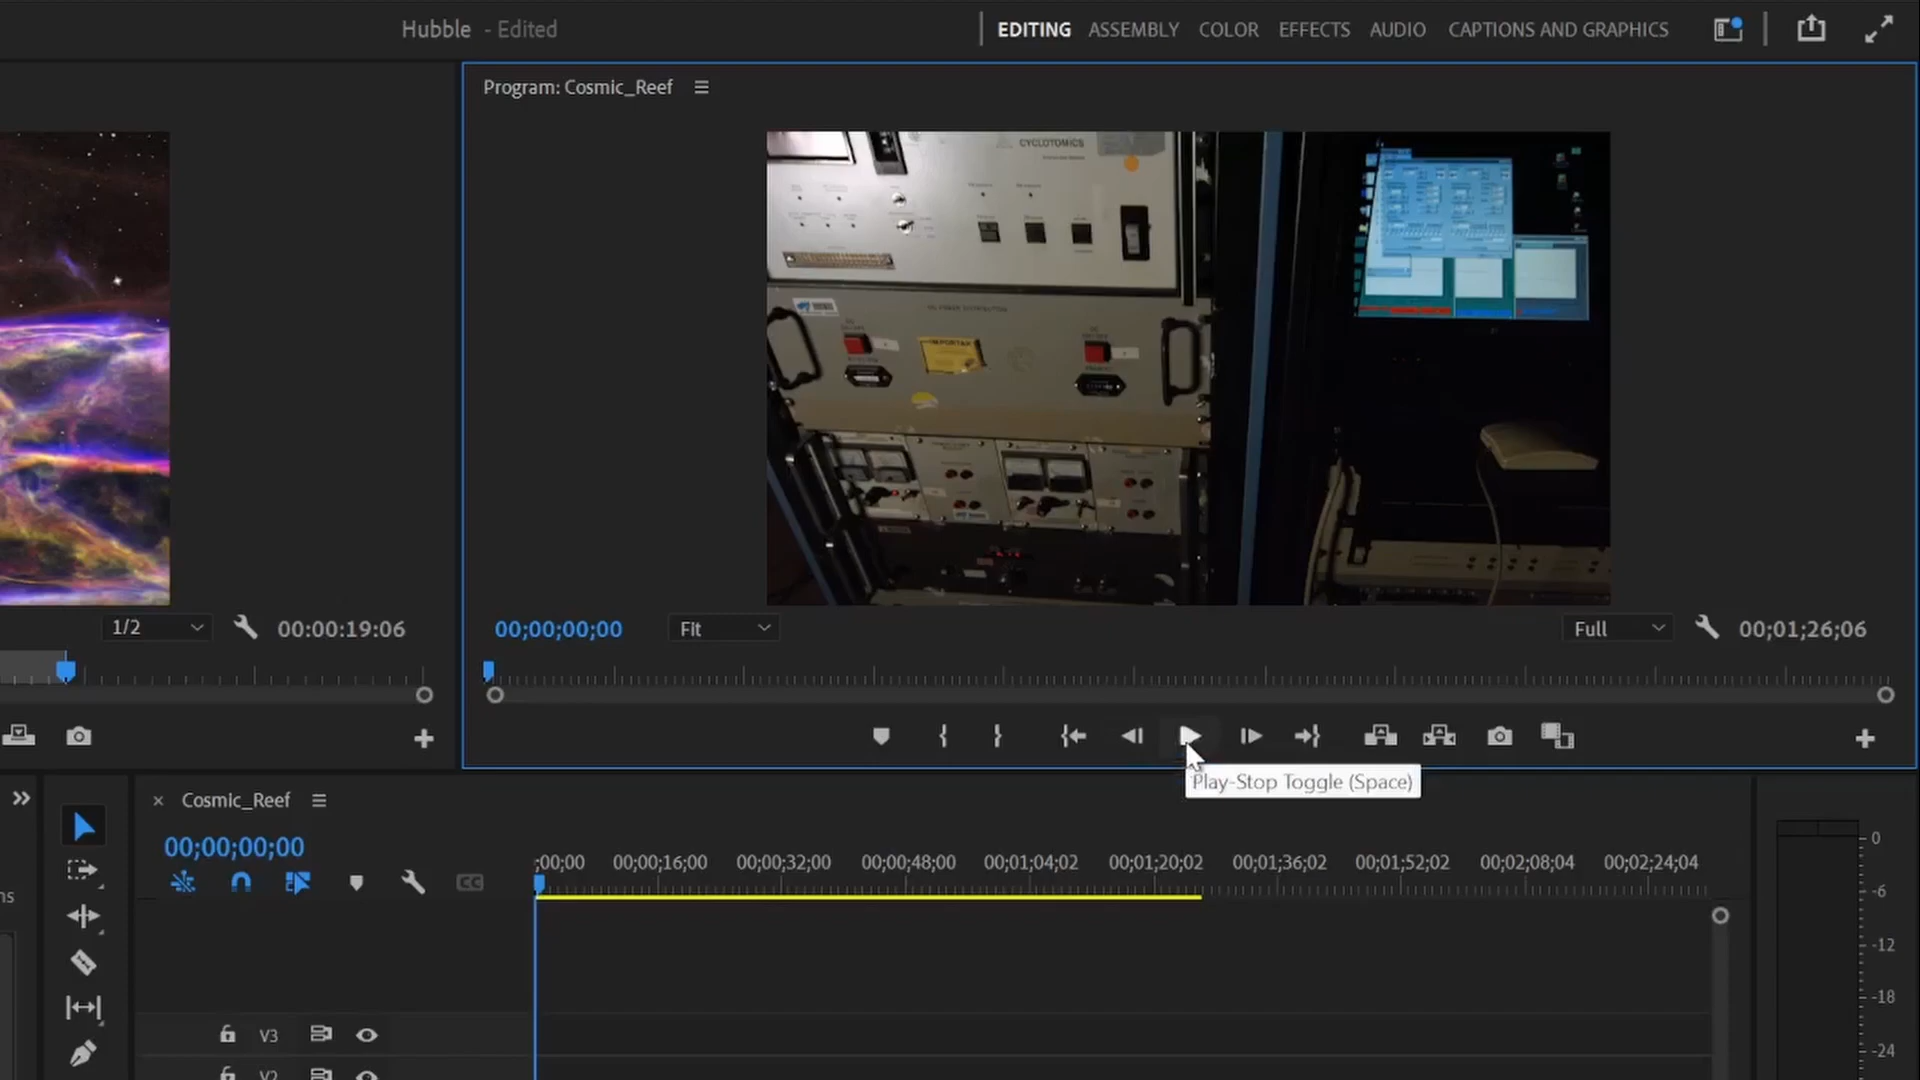 Hubble - Edited
EDITING ASSEMBLY COLOR EFFECTS AUDIO CAPTIONS AND GRAPHICS
Program: Cosmic_Reef
CYCLOTOMICS
IMPORTAN
1/2
00:00:19:06
00;00;00;00
Fit
Full
00;01;26;06
Play-Stop Toggle (Space)
Cosmic_Reef
00;00;00;00
;00;00 00;00;16;00 00;00;32;00 00;00;48;00 00;01;04;02 00;01;20;02 00;01;36;02 00;01;52;02 00;02;08;04 00;02;24;04
CC
ns
V3
V2
0
-6
-12
-18
-24